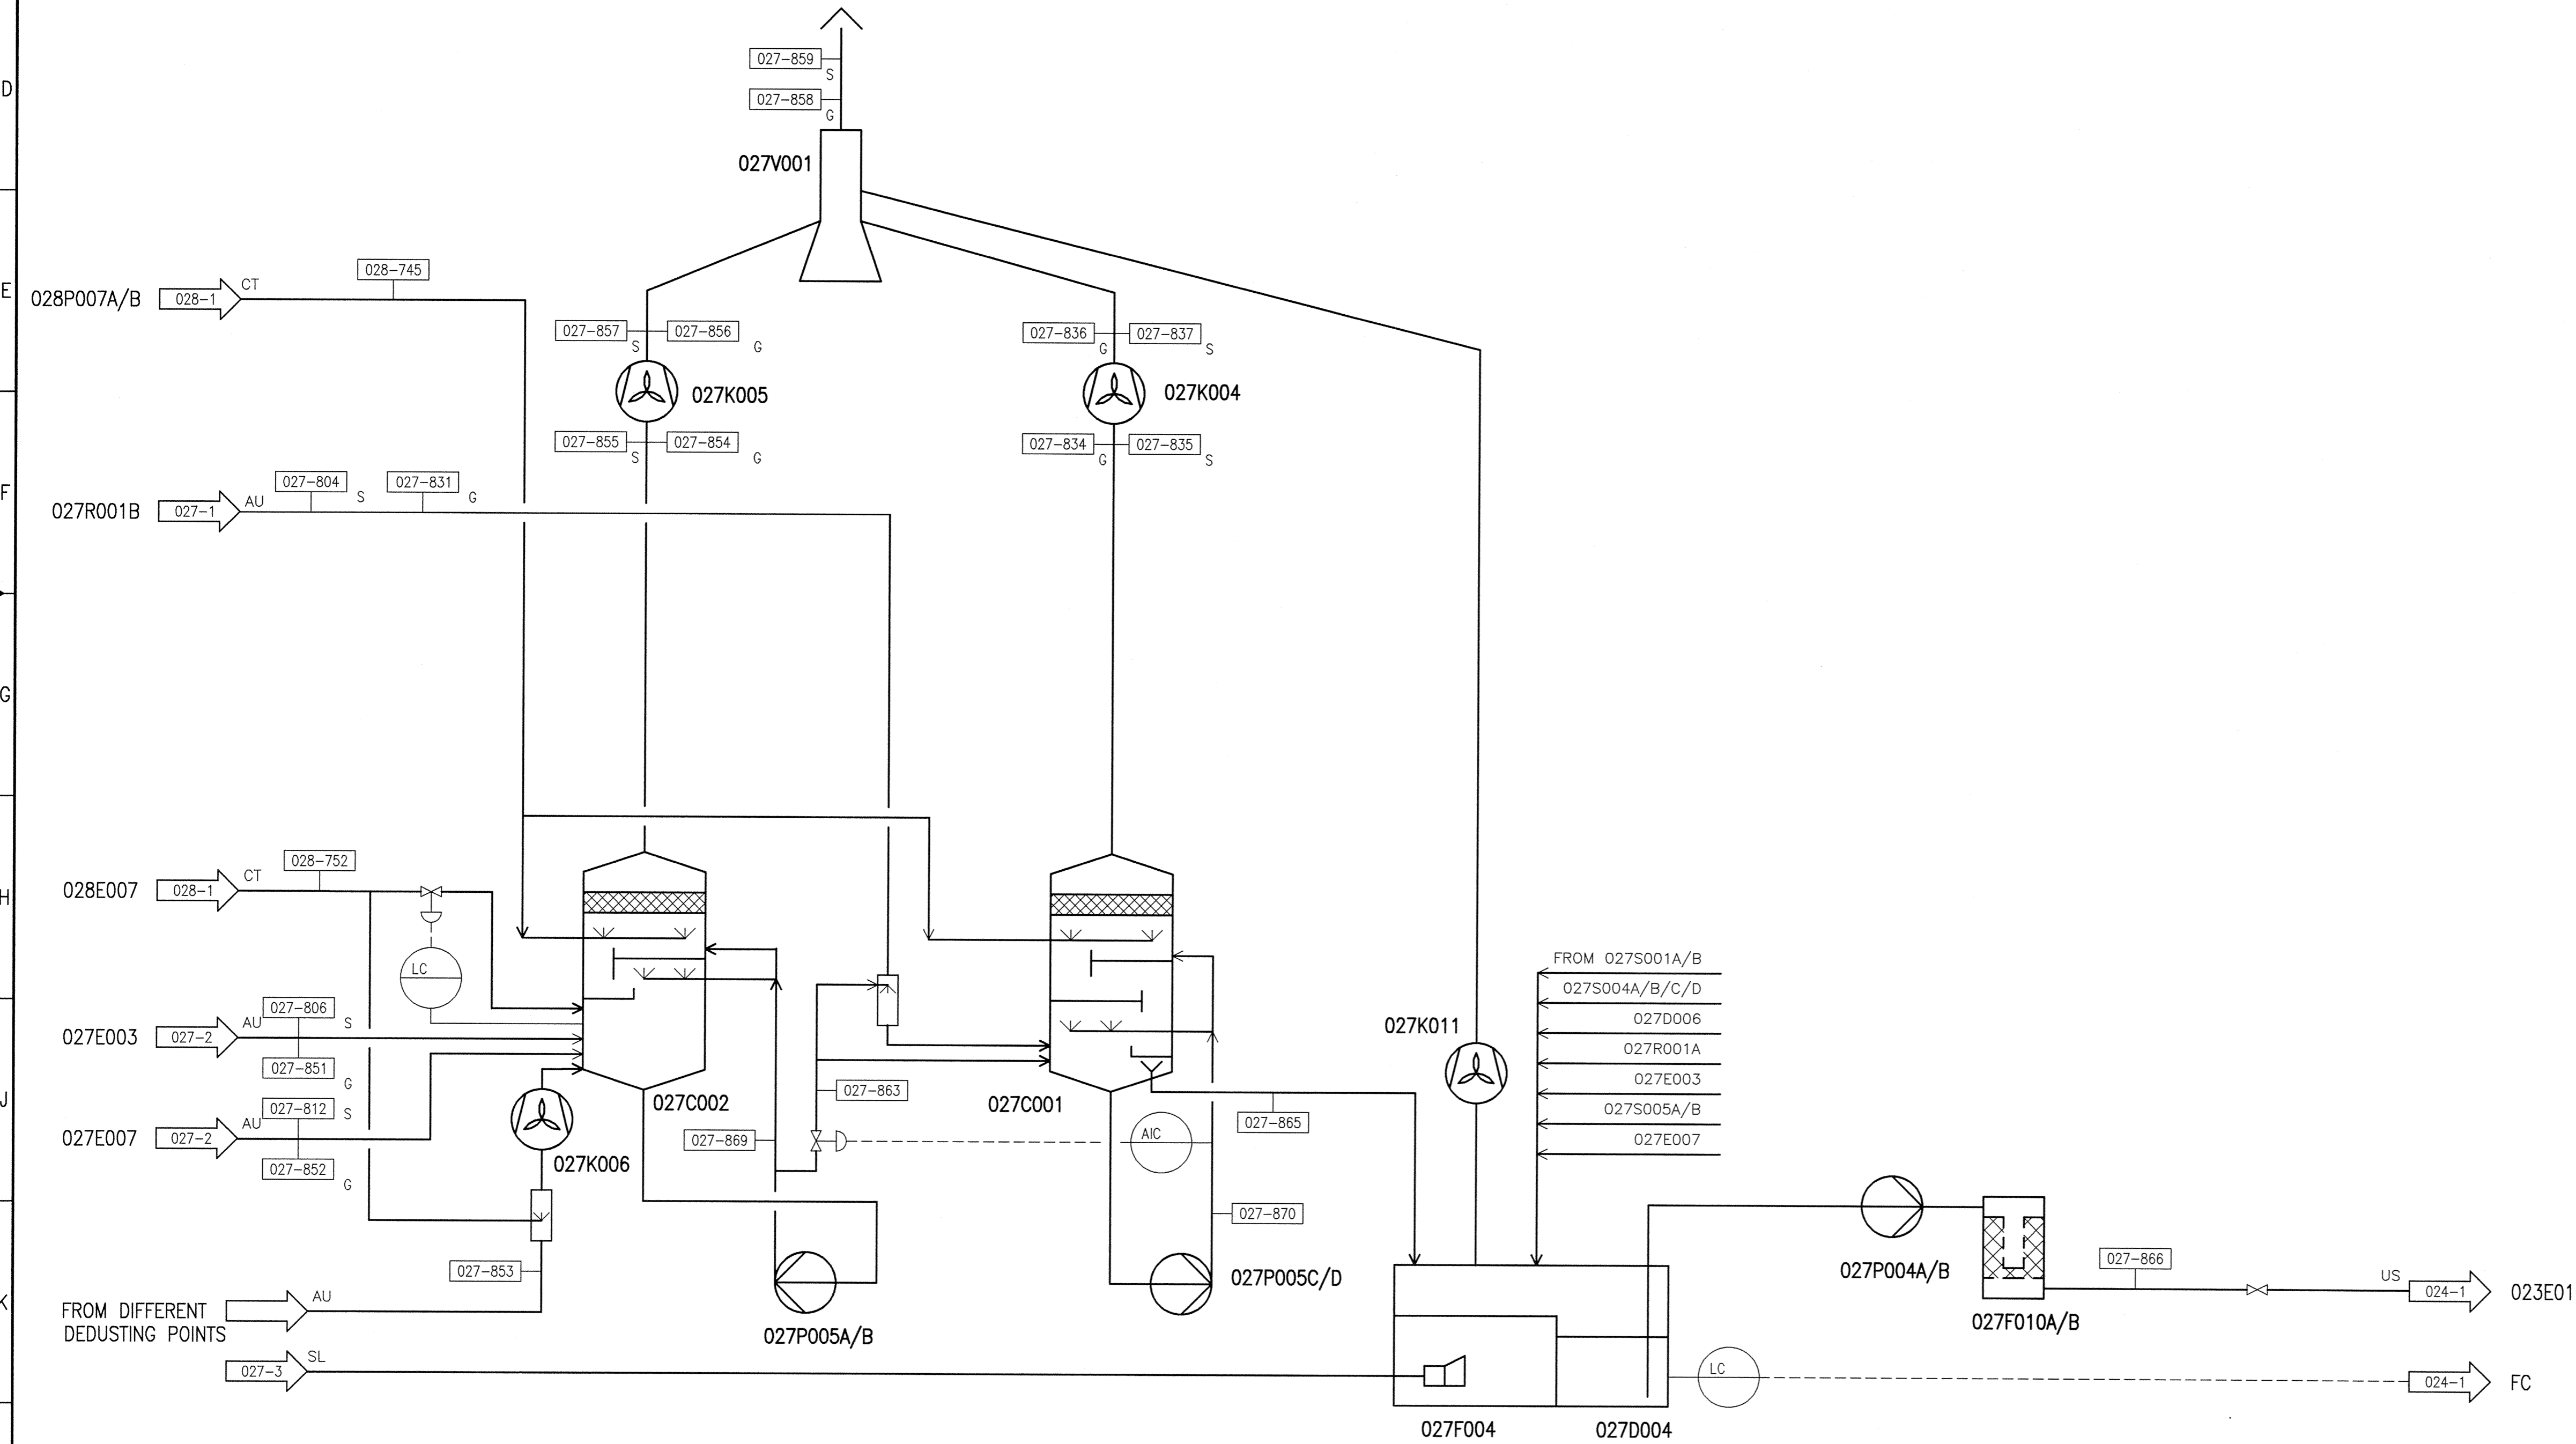 027-859
S
D
027-858
G
027V001
028-745
028P007A/B
028-1
CT
E
027-857
027-856
S
G
027-836
027-837
G
S
027K005
027K004
027-855
027-854
S
G
027-834
027-835
G
S
027-804
S
027-831
G
F
027R001B
027-1
AU
G
028-752
028E007
028-1
CT
H
LC
FROM 027S001A/B
027S004A/B/C/D
027D006
027R001A
027E003
027S005A/B
027E007
027-806
S
027E003
027-2
AU
027-851
G
027K011
027-863
027C002
027C001
J
027-812
S
027E007
027-2
AU
027-852
G
027-865
027-869
AIC
027K006
027-870
027-853
027P005C/D
027P004A/B
027-866
US
024-1
023E01
K
FROM DIFFERENT
DEDUSTING POINTS
AU
027P005A/B
027F010A/B
027-3
SL
LC
024-1
FC
027F004
027D004